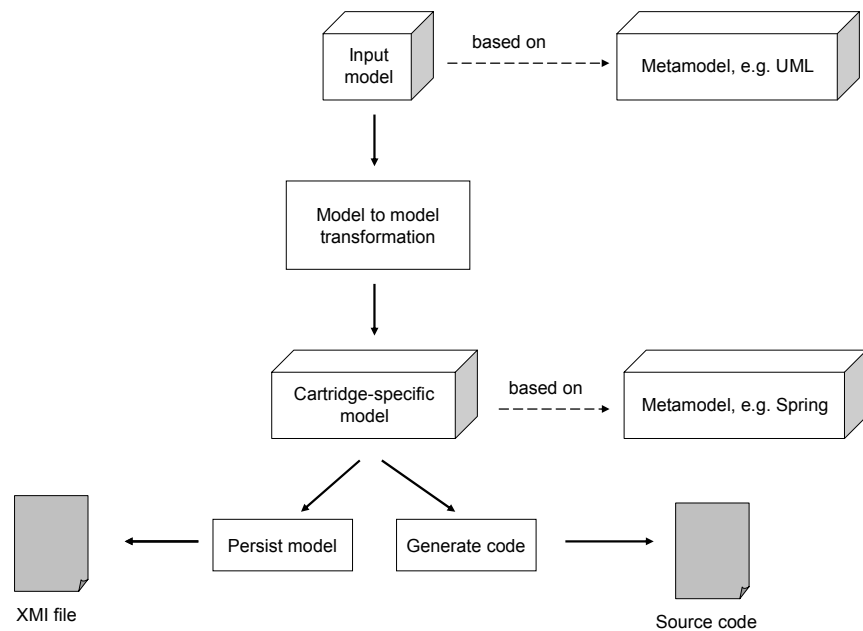 Input
model
based on
Metamodel, e.g. UML
Model to model
transformation
Cartridge-specific
model
based on
Metamodel, e.g. Spring
Persist model
Generate code
XMI file
Source code